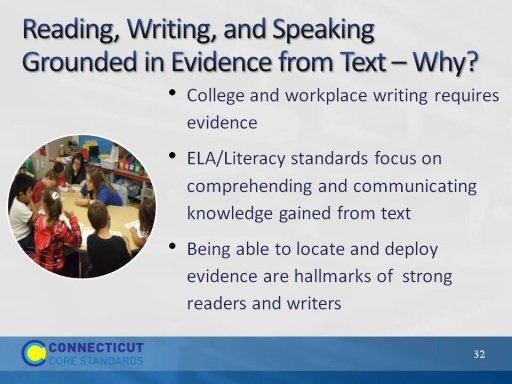 Reading, Writing, and Speaking
Grounded in Evidence from Text – Why?
• College and workplace writing requires
evidence
• ELA/Literacy standards focus on
comprehending and communicating
knowledge gained from text
• Being able to locate and deploy
evidence are hallmarks of strong
readers and writers
CONNECTICUT
CORE STANDARDS
32